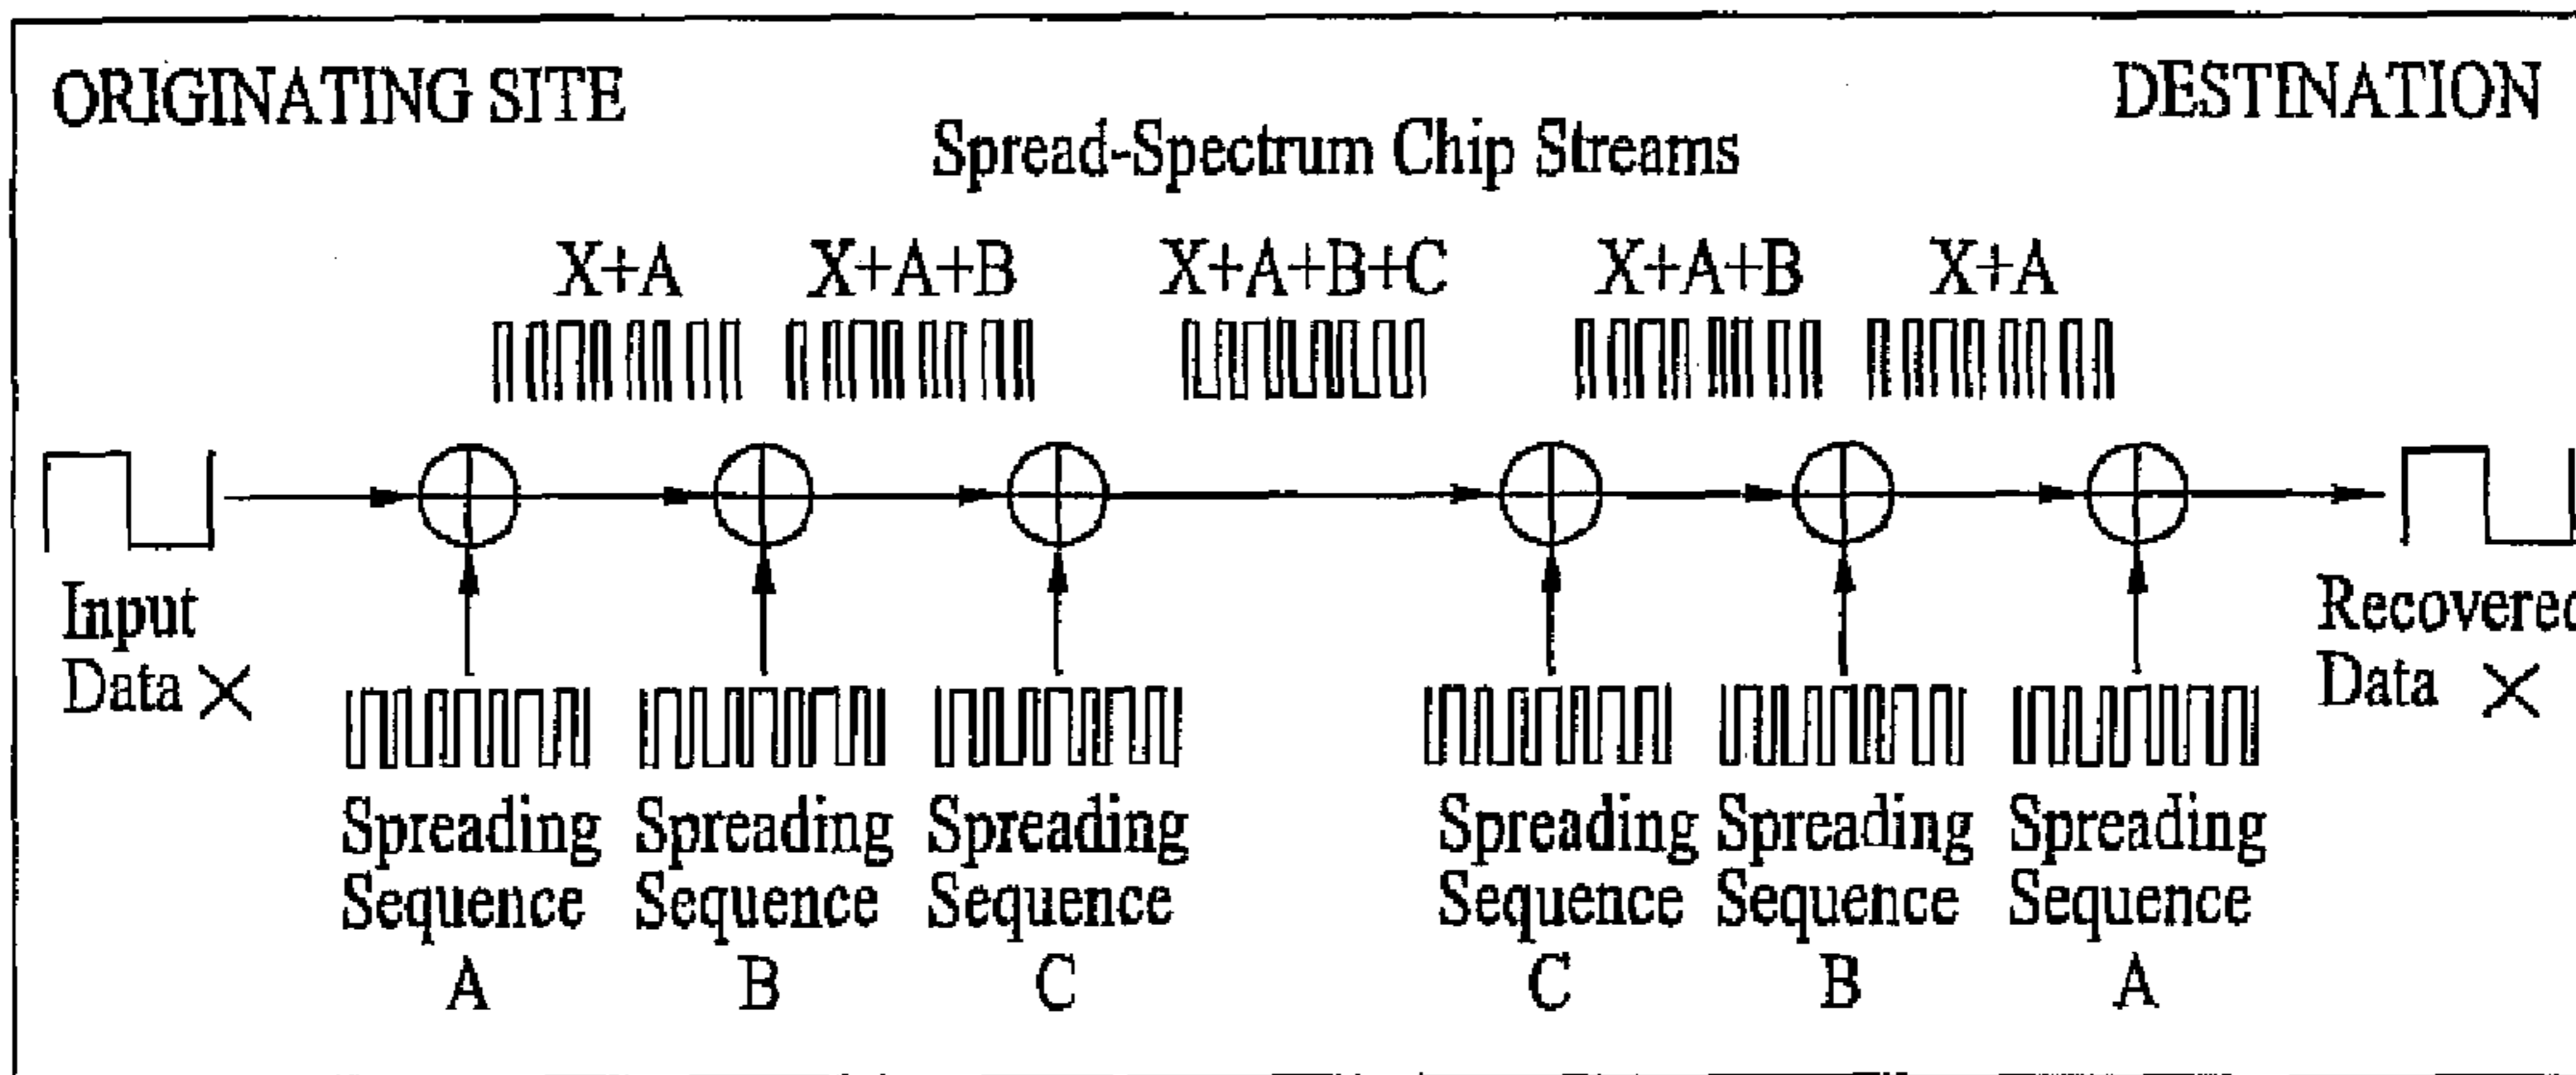 ORIGINATING SITE
DESTINATION
Spread-Spectrum Chip Streams
X+A
X+A+B
X+A+B+C
X+A+B
X+A
Input
Data X
Recovered
Data X
Spreading
Sequence
A
Spreading
Sequence
B
Spreading
Sequence
C
Spreading
Sequence
C
Spreading
Sequence
B
Spreading
Sequence
A